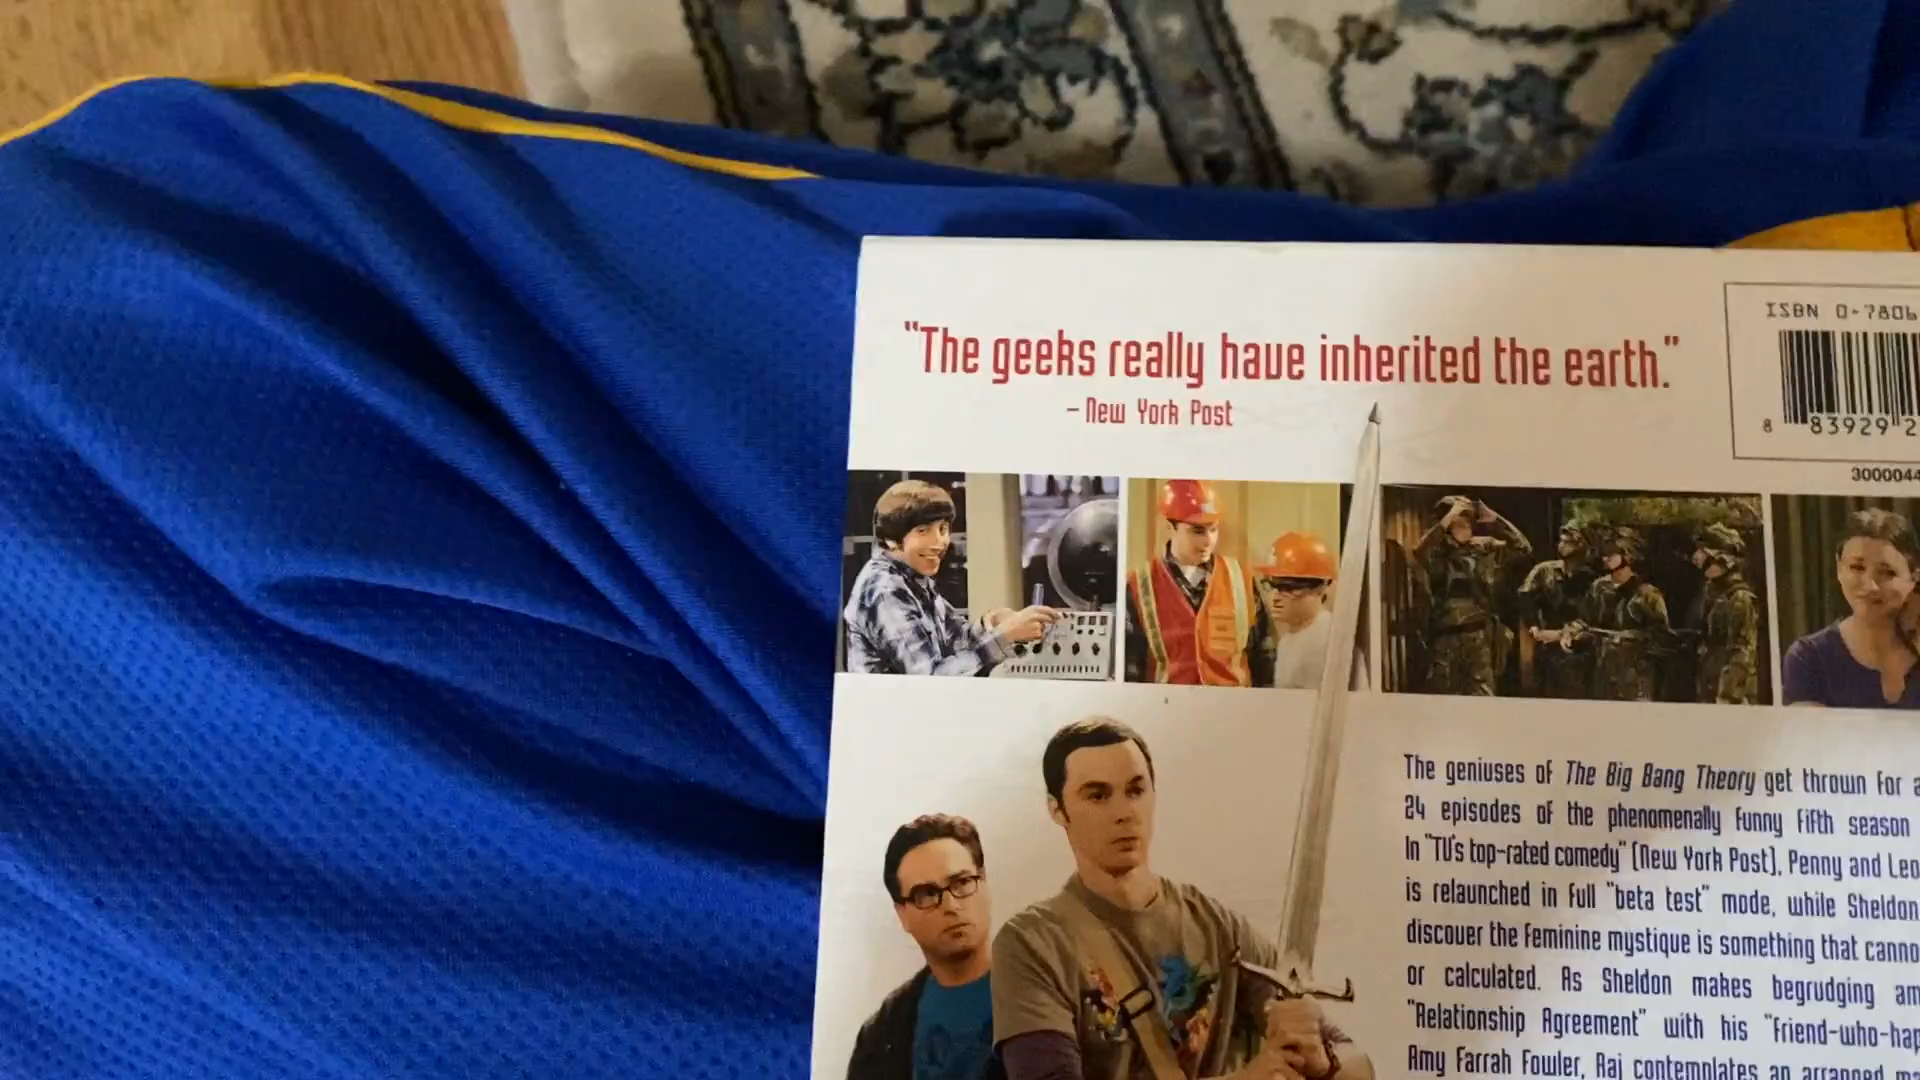 "The geeks really have inherited the earth."
– New York Post
ISBN 0-7806
8 83929 2
3000044
The geniuses of The Big Bang Theory get thrown for a
24 episodes of the phenomenally funny fifth season
In "TV's top-rated comedy" (New York Post), Penny and Leo
is relaunched in full "beta test" mode, while Sheldon
discover the feminine mystique is something that canno
or calculated. As Sheldon makes begrudging am
"Relationship Agreement" with his "friend-who-hap
Amy Farrah Fowler, Raj contemplates an arranged ma